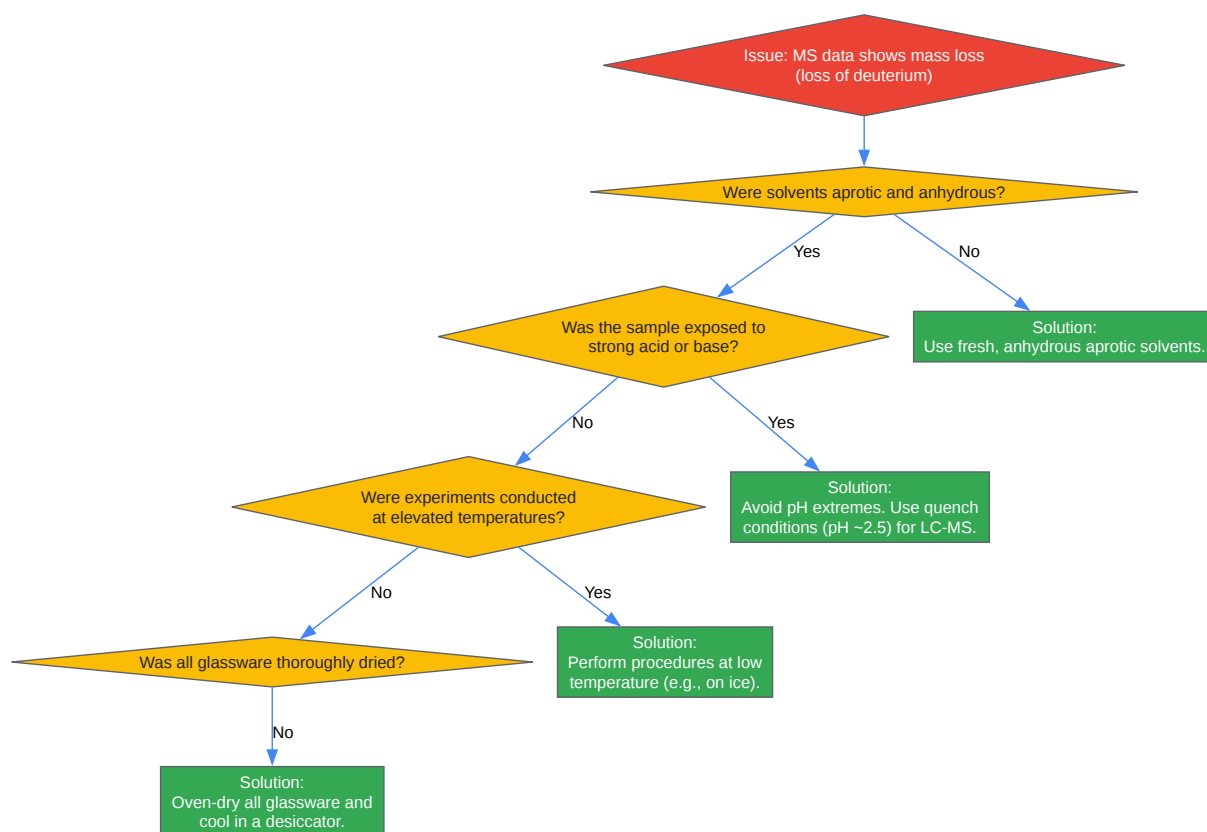 Issue: MS data shows mass loss
(loss of deuterium)
Were solvents aprotic and anhydrous?
Yes
No
Was the sample exposed to
strong acid or base?
Solution:
Use fresh, anhydrous aprotic solvents.
No
Yes
Were experiments conducted
at elevated temperatures?
Solution:
Avoid pH extremes. Use quench
conditions (pH ~2.5) for LC-MS.
No
Yes
Was all glassware thoroughly dried?
Solution:
Perform procedures at low
temperature (e.g., on ice).
No
Solution:
Oven-dry all glassware and
cool in a desiccator.